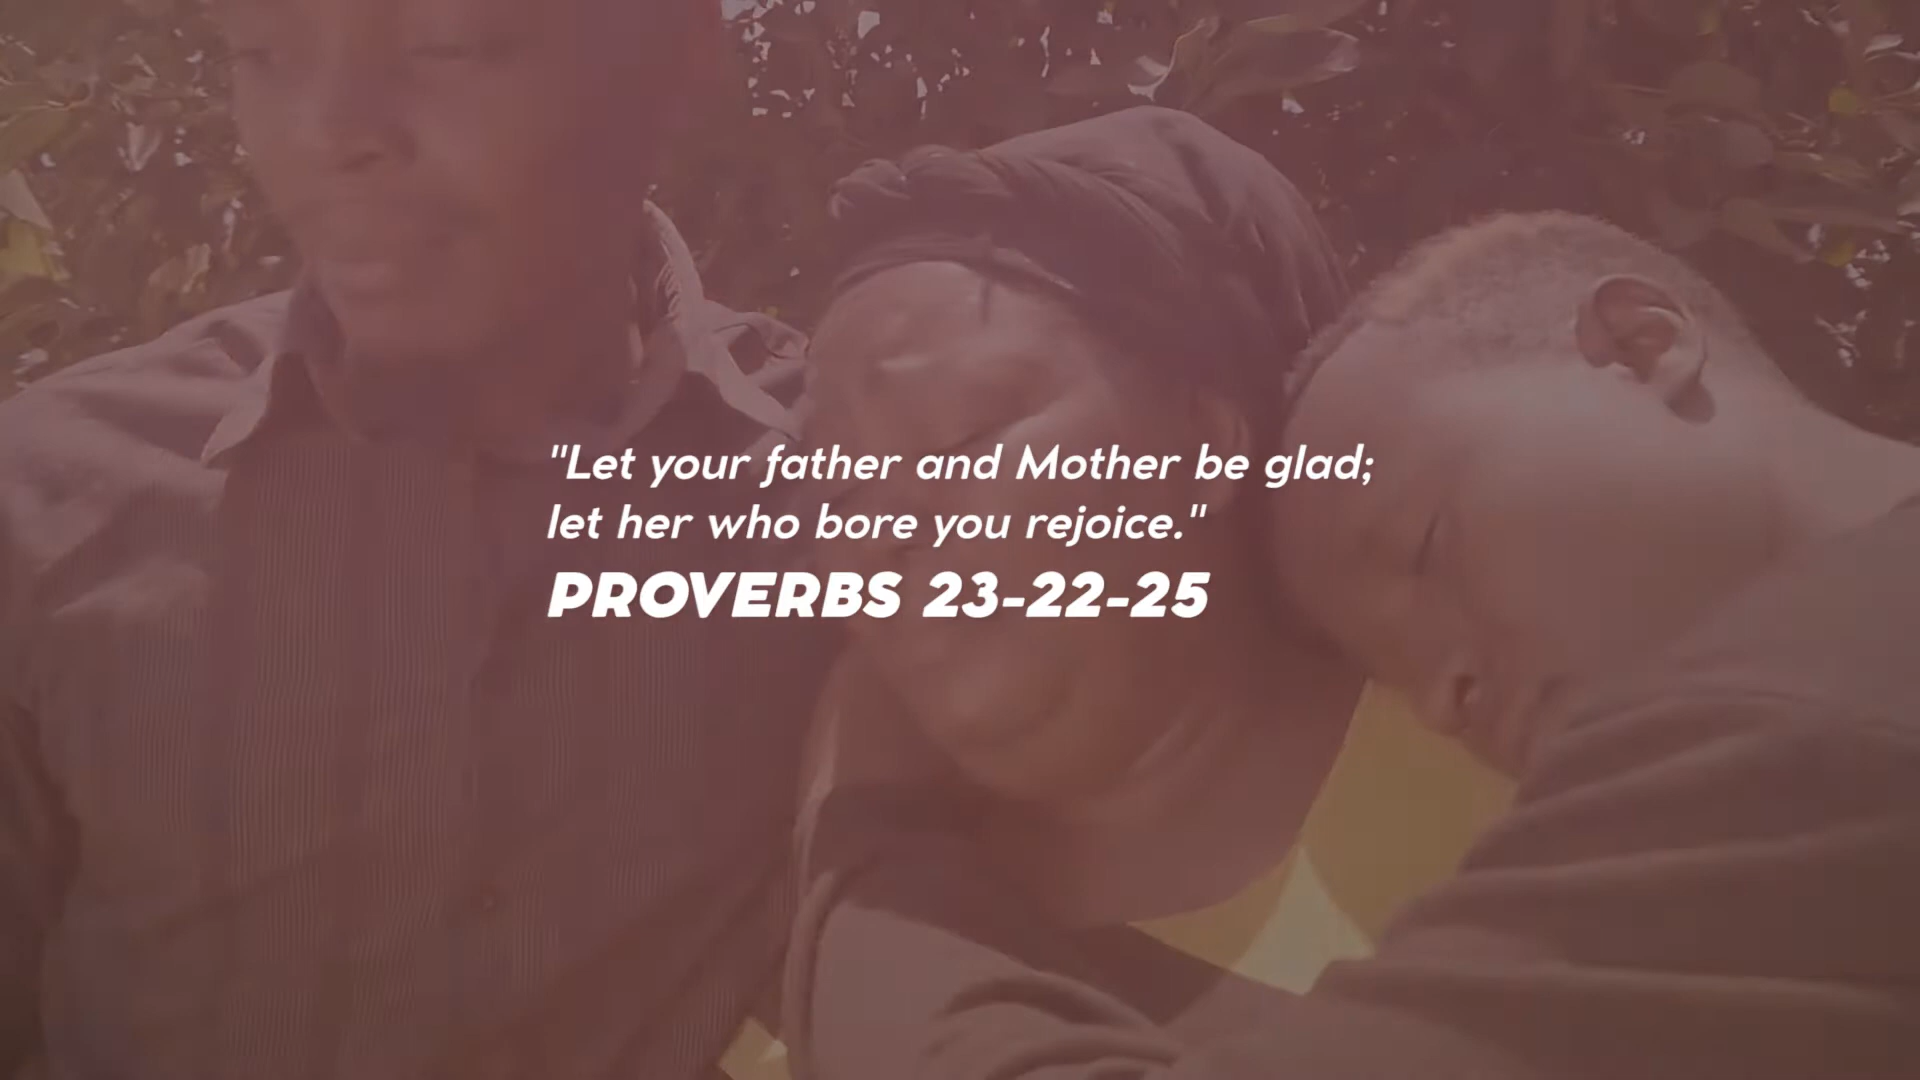 "Let your father and Mother be glad;
let her who bore you rejoice."
PROVERBS 23-22-25